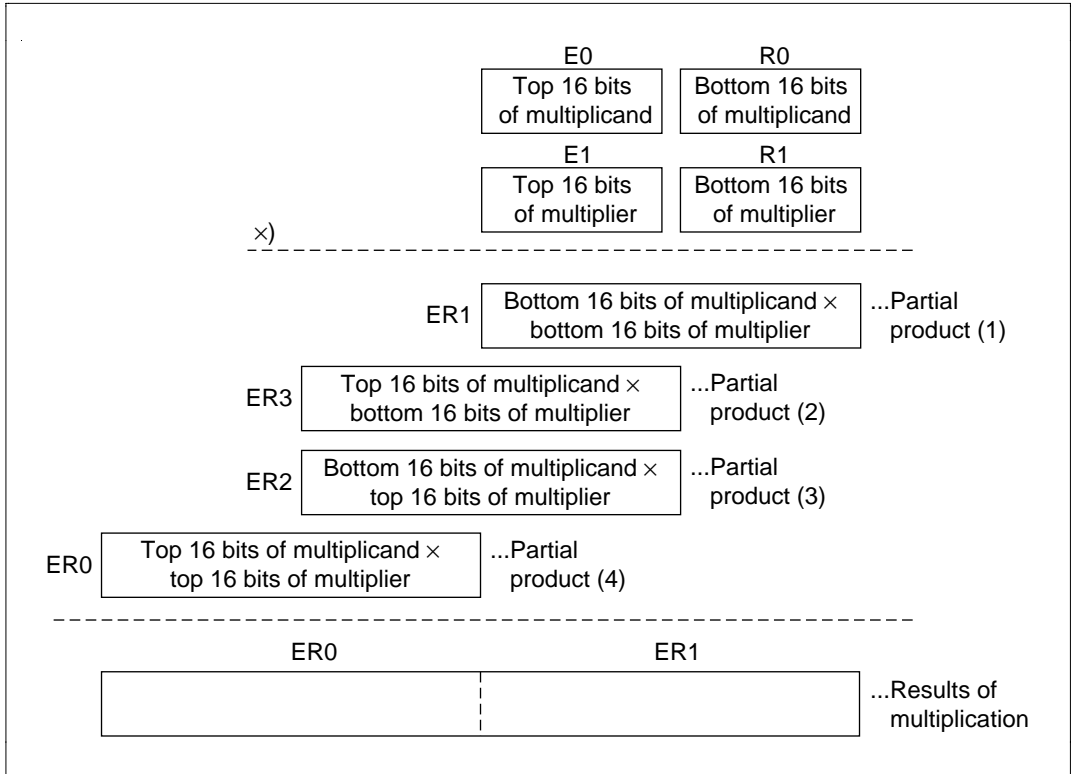 E0 R0
Top 16 bits of multiplicand
Bottom 16 bits of multiplicand
E1 R1
Top 16 bits of multiplier
Bottom 16 bits of multiplier
×)
ER1 Bottom 16 bits of multiplicand × ...Partial
bottom 16 bits of multiplier product (1)
ER3 Top 16 bits of multiplicand × ...Partial
bottom 16 bits of multiplier product (2)
ER2 Bottom 16 bits of multiplicand × ...Partial
top 16 bits of multiplier product (3)
ER0 Top 16 bits of multiplicand × ...Partial
top 16 bits of multiplier product (4)
ER0 ER1
...Results of
multiplication